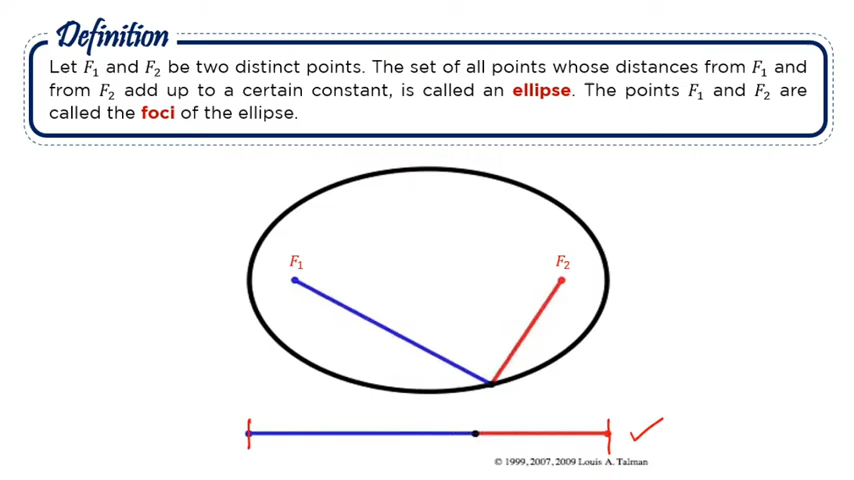 Definition
Let F₁ and F₂ be two distinct points. The set of all points whose distances from F₁ and
from F₂ add up to a certain constant, is called an ellipse. The points F₁ and F₂ are
called the foci of the ellipse.
F₁ F₂
© 1999, 2007, 2009 Louis A. Talman